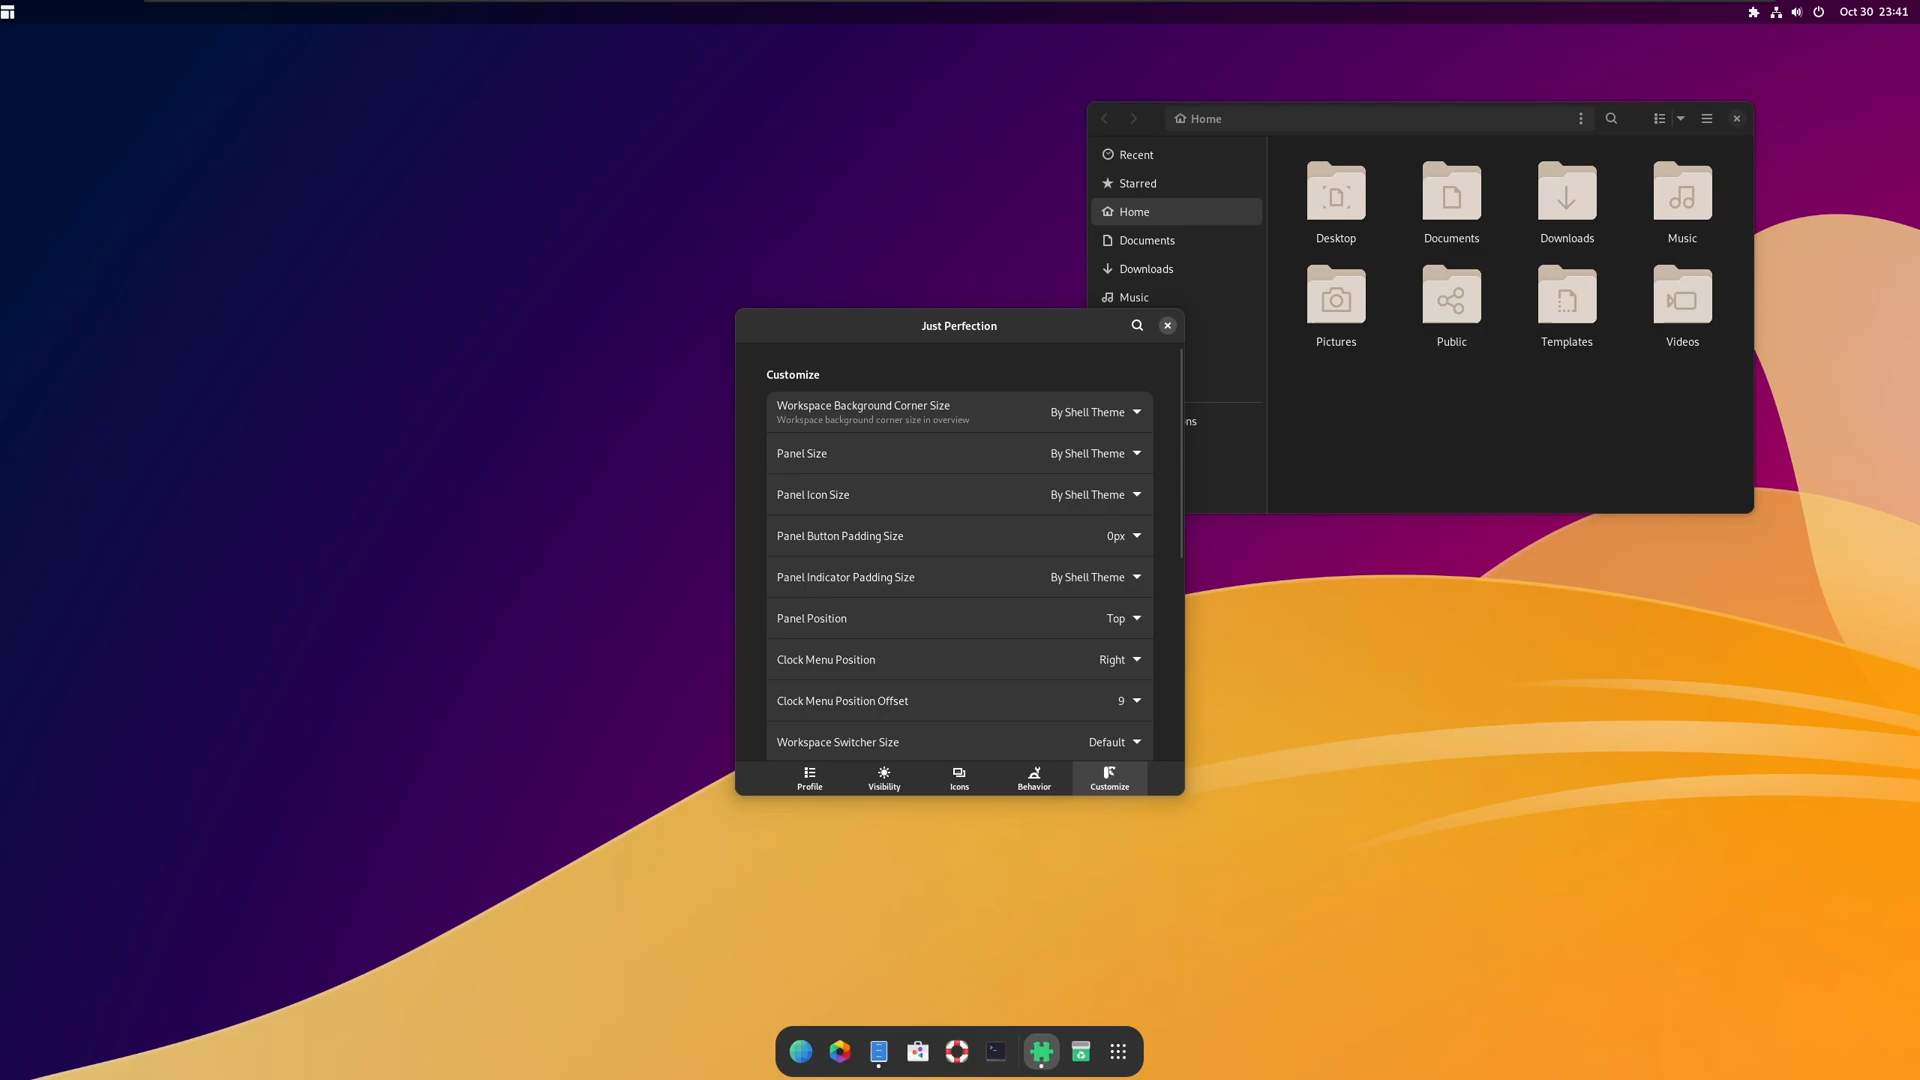 Oct 30 23:41
Home
Recent
Starred
Home
Documents
Downloads
Music
ns
Desktop
Documents
Downloads
Music
Pictures
Public
Templates
Videos
Just Perfection
Customize
Workspace Background Corner Size
Workspace background corner size in overview
By Shell Theme
Panel Size
By Shell Theme
Panel Icon Size
By Shell Theme
Panel Button Padding Size
0px
Panel Indicator Padding Size
By Shell Theme
Panel Position
Top
Clock Menu Position
Right
Clock Menu Position Offset
9
Workspace Switcher Size
Default
Profile
Visibility
Icons
Behavior
Customize